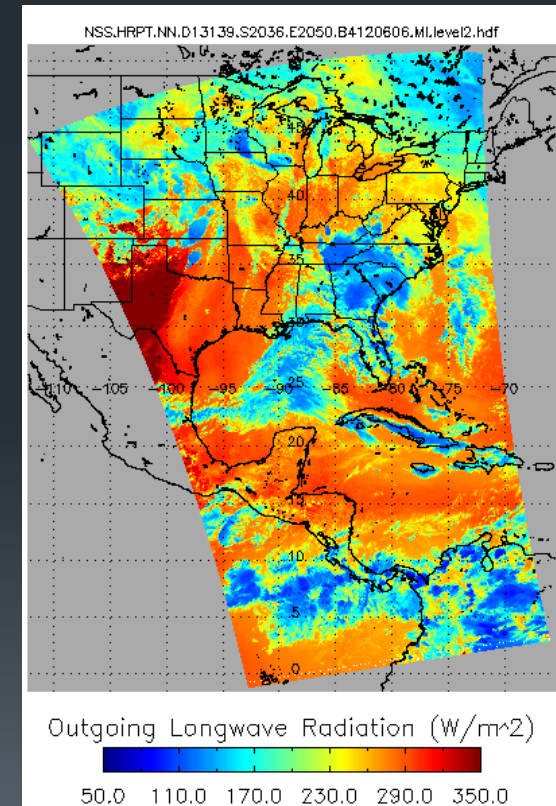 NSS.HRPT.NN.D13139.S2036.E2050.B4120606.MI.level2.hdf
40
35
30
-110 -105 -100 -95 -85 -80 -75 -70
25
20
15
10
5
0
Outgoing Longwave Radiation (W/m^2)
50.0 110.0 170.0 230.0 290.0 350.0